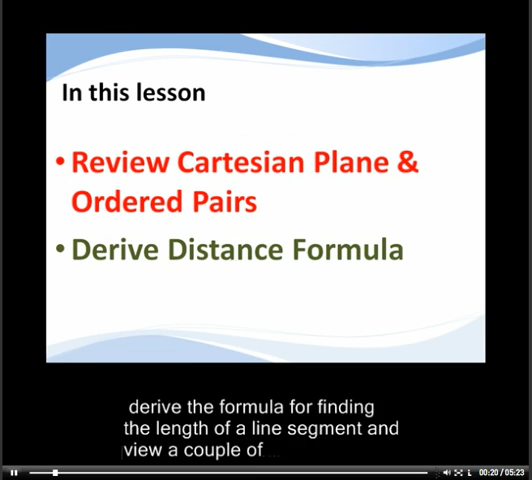 In this lesson
• Review Cartesian Plane &
Ordered Pairs
• Derive Distance Formula
derive the formula for finding
the length of a line segment and
view a couple of
00:20 / 05:23